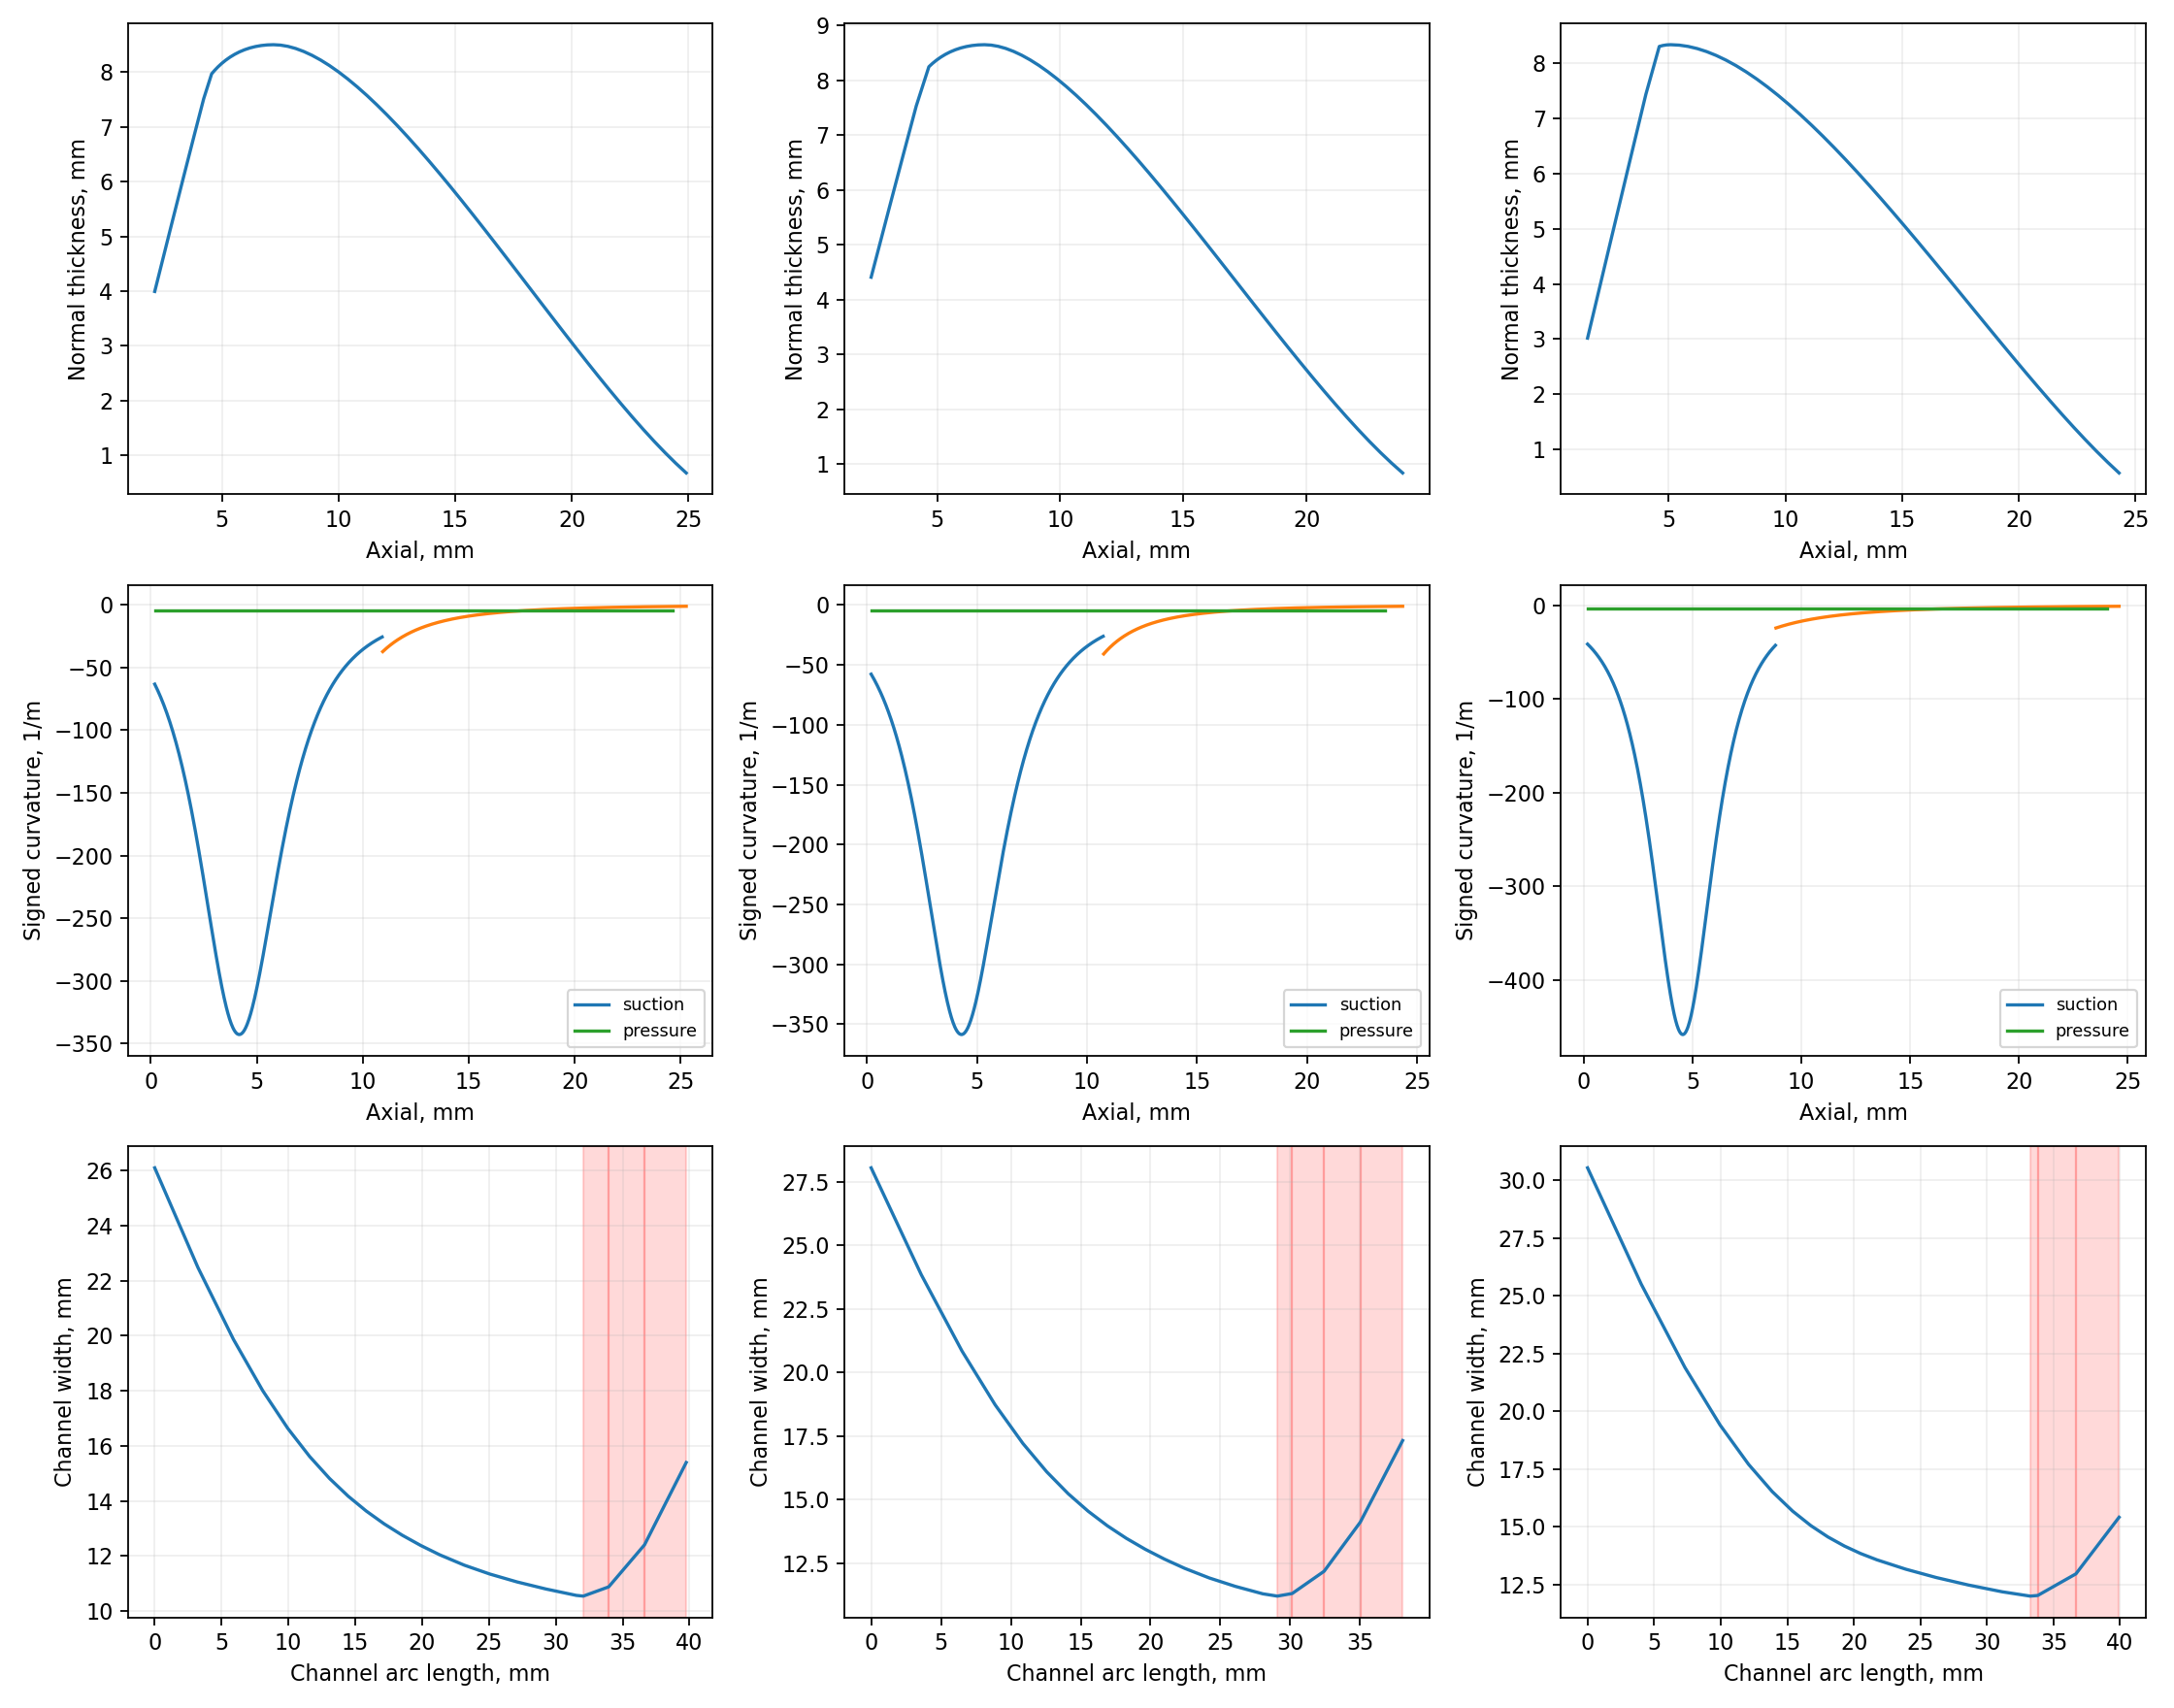 Normal thickness, mm
8
7
6
5
4
3
2
1
5 10 15 20 25
Axial, mm
Normal thickness, mm
9
8
7
6
5
4
3
2
1
5 10 15 20
Axial, mm
Normal thickness, mm
8
7
6
5
4
3
2
1
5 10 15 20 25
Axial, mm
Signed curvature, 1/m
0
−50
−100
−150
−200
−250
−300
−350
suction
pressure
0 5 10 15 20 25
Axial, mm
Signed curvature, 1/m
0
−50
−100
−150
−200
−250
−300
−350
suction
pressure
0 5 10 15 20 25
Axial, mm
Signed curvature, 1/m
0
−100
−200
−300
−400
suction
pressure
0 5 10 15 20 25
Axial, mm
Channel width, mm
26
24
22
20
18
16
14
12
10
0 5 10 15 20 25 30 35 40
Channel arc length, mm
Channel width, mm
27.5
25.0
22.5
20.0
17.5
15.0
12.5
0 5 10 15 20 25 30 35
Channel arc length, mm
Channel width, mm
30.0
27.5
25.0
22.5
20.0
17.5
15.0
12.5
0 5 10 15 20 25 30 35 40
Channel arc length, mm